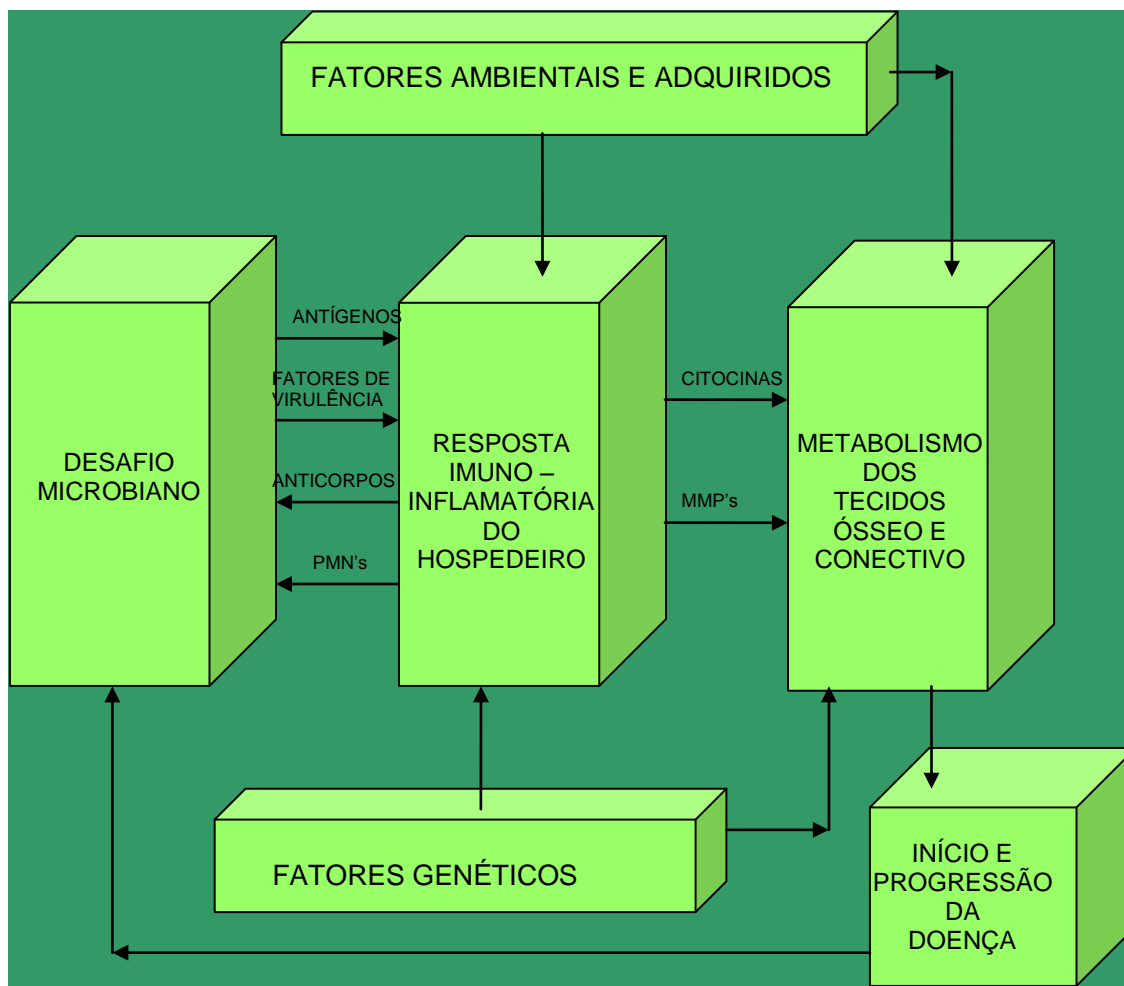 FATORES AMBIENTAIS E ADQUIRIDOS
DESAFIO
MICROBIANO
ANTÍGENOS
FATORES DE
VIRULÊNCIA
ANTICORPOS
PMN's
RESPOSTA
IMUNO –
INFLAMATÓRIA
DO
HOSPEDEIRO
CITOCINAS
MMP's
METABOLISMO
DOS
TECIDOS
ÓSSEO E
CONECTIVO
FATORES GENÉTICOS
INÍCIO E
PROGRESSÃO
DA
DOENÇA